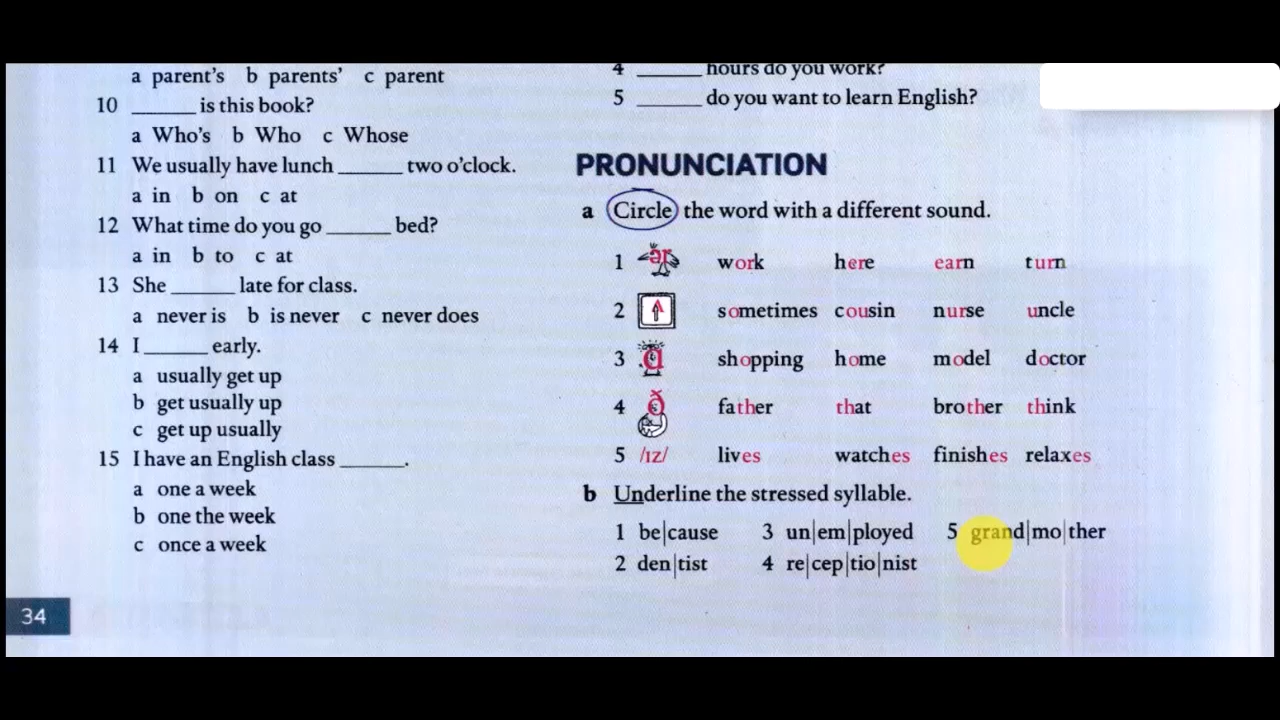 a parent's b parents' c parent
10 ______ is this book?
a Who's b Who c Whose
11 We usually have lunch ______ two o'clock.
a in b on c at
12 What time do you go ______ bed?
a in b to c at
13 She ______ late for class.
a never is b is never c never does
14 I ______ early.
a usually get up
b get usually up
c get up usually
15 I have an English class ______.
a one a week
b one the week
c once a week
34
4 ______ hours do you work?
5 ______ do you want to learn English?
PRONUNCIATION
a Circle the word with a different sound.
1 ər work here earn turn
2 ʌ sometimes cousin nurse uncle
3 ɑ shopping home model doctor
4 ð father that brother think
5 /ɪz/ lives watches finishes relaxes
b Underline the stressed syllable.
1 be|cause 3 un|em|ployed 5 grand|mo|ther
2 den|tist 4 re|cep|tio|nist